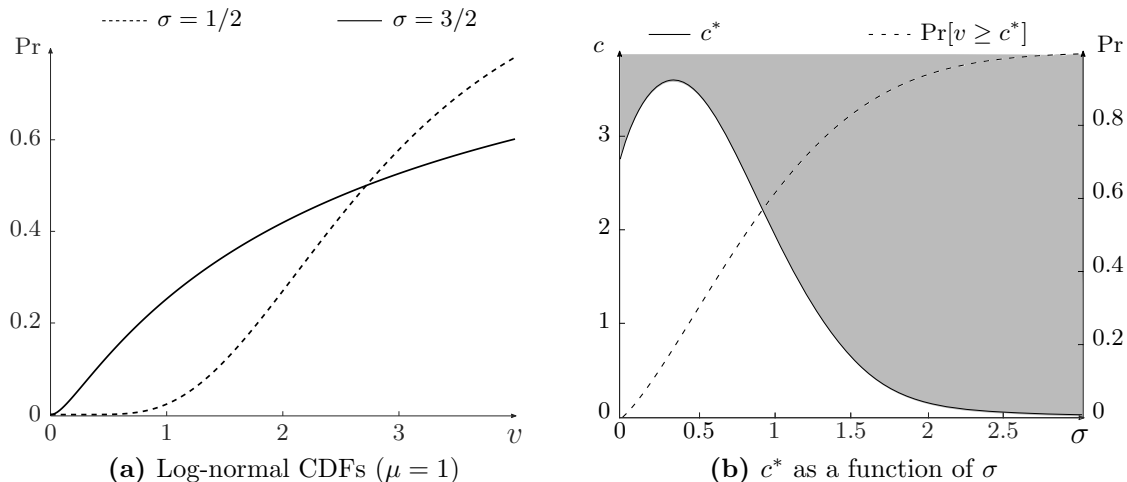 σ = 1/2
σ = 3/2
Pr
0.6
0.4
0.2
0
0
1
2
3
v
(a) Log-normal CDFs (μ = 1)
c*
Pr[v ≥ c*]
c
Pr
3
2
1
0
0.8
0.6
0.4
0.2
0
0
0.5
1
1.5
2
2.5
σ
(b) c* as a function of σ